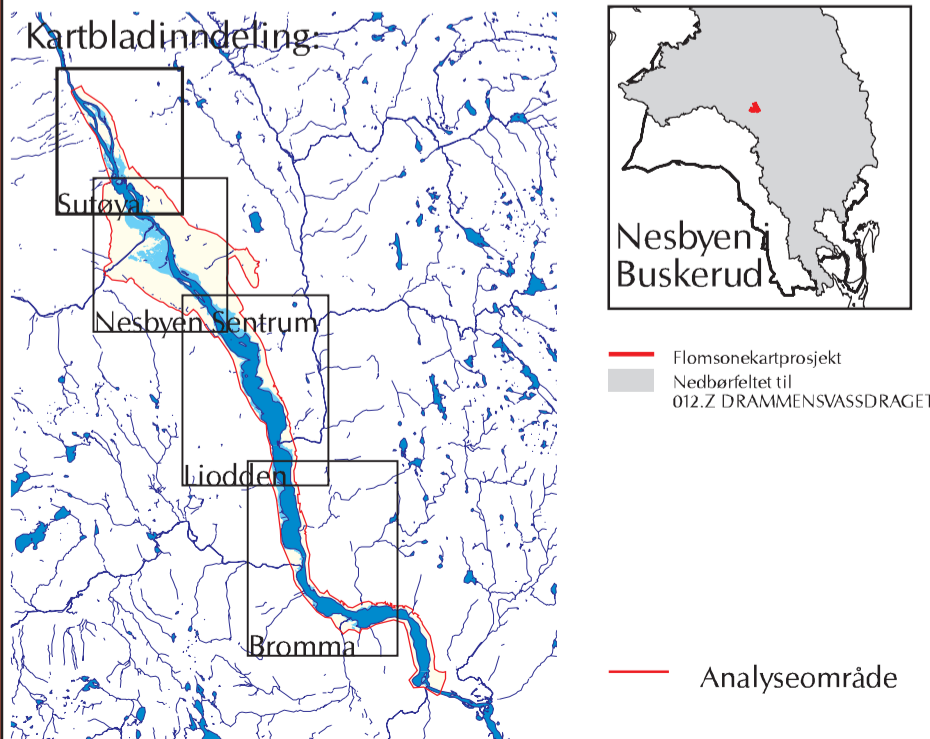 Kartbladinndeling:
Sutøya
Nesbyen Sentrum
Liodden
Bromma
Nesbyen i
Buskerud
Flomsonekartprosjekt
Nedbørfeltet til
012.Z DRAMMENSVASSDRAGET
Analyseområde